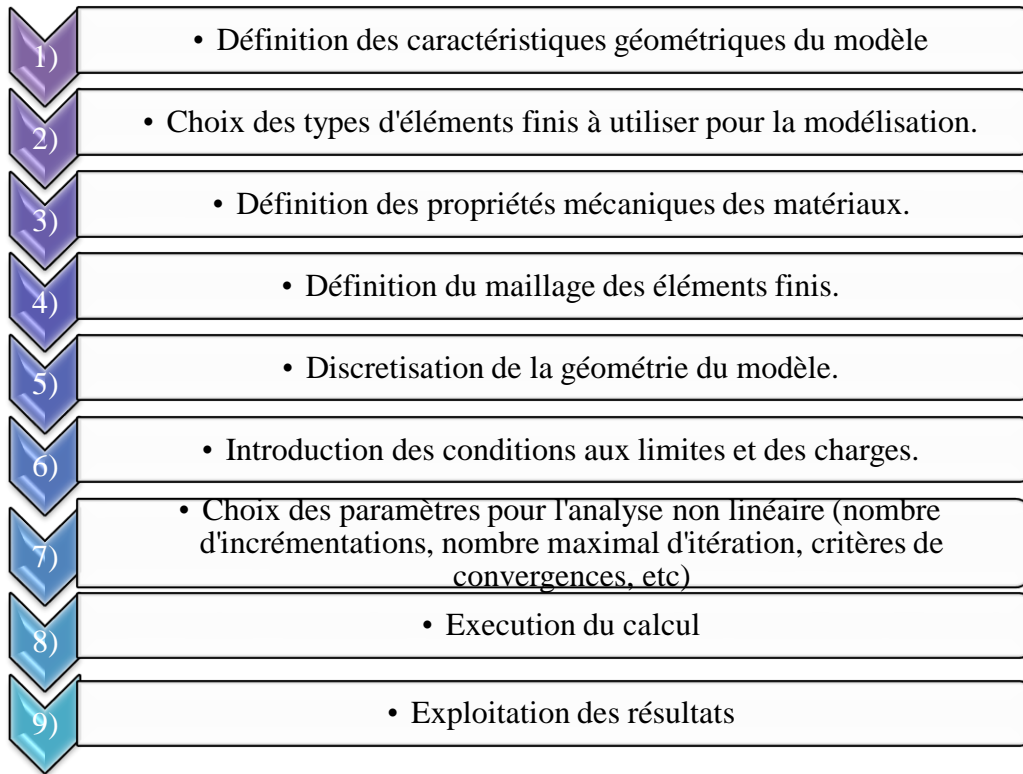 1)
• Définition des caractéristiques géométriques du modèle
2)
• Choix des types d'éléments finis à utiliser pour la modélisation.
3)
• Définition des propriétés mécaniques des matériaux.
4)
• Définition du maillage des éléments finis.
5)
• Discretisation de la géométrie du modèle.
6)
• Introduction des conditions aux limites et des charges.
7)
• Choix des paramètres pour l'analyse non linéaire (nombre
d'incrémentations, nombre maximal d'itération, critères de
convergences, etc)
8)
• Execution du calcul
9)
• Exploitation des résultats